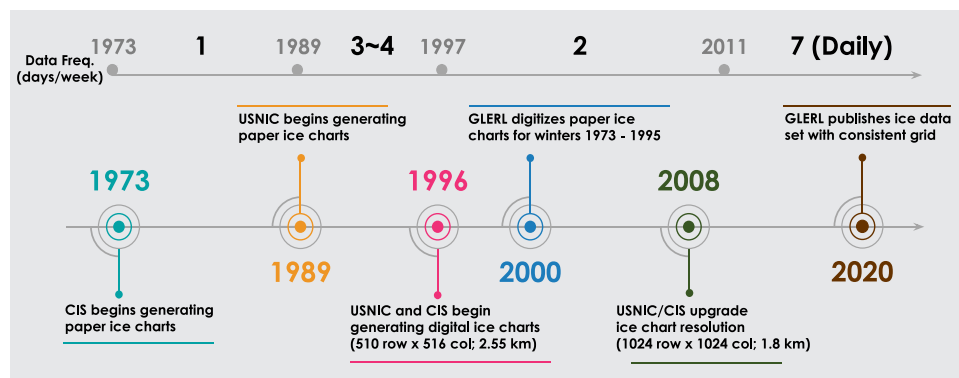 1973 1 1989 3~4 1997 2 2011 7 (Daily)
Data Freq.
(days/week)
USNIC begins generating
paper ice charts
GLERL digitizes paper ice
charts for winters 1973 - 1995
GLERL publishes ice data
set with consistent grid
1973
1996
2008
1989
2000
2020
CIS begins generating
paper ice charts
USNIC and CIS begin
generating digital ice charts
(510 row x 516 col; 2.55 km)
USNIC/CIS upgrade
ice chart resolution
(1024 row x 1024 col; 1.8 km)